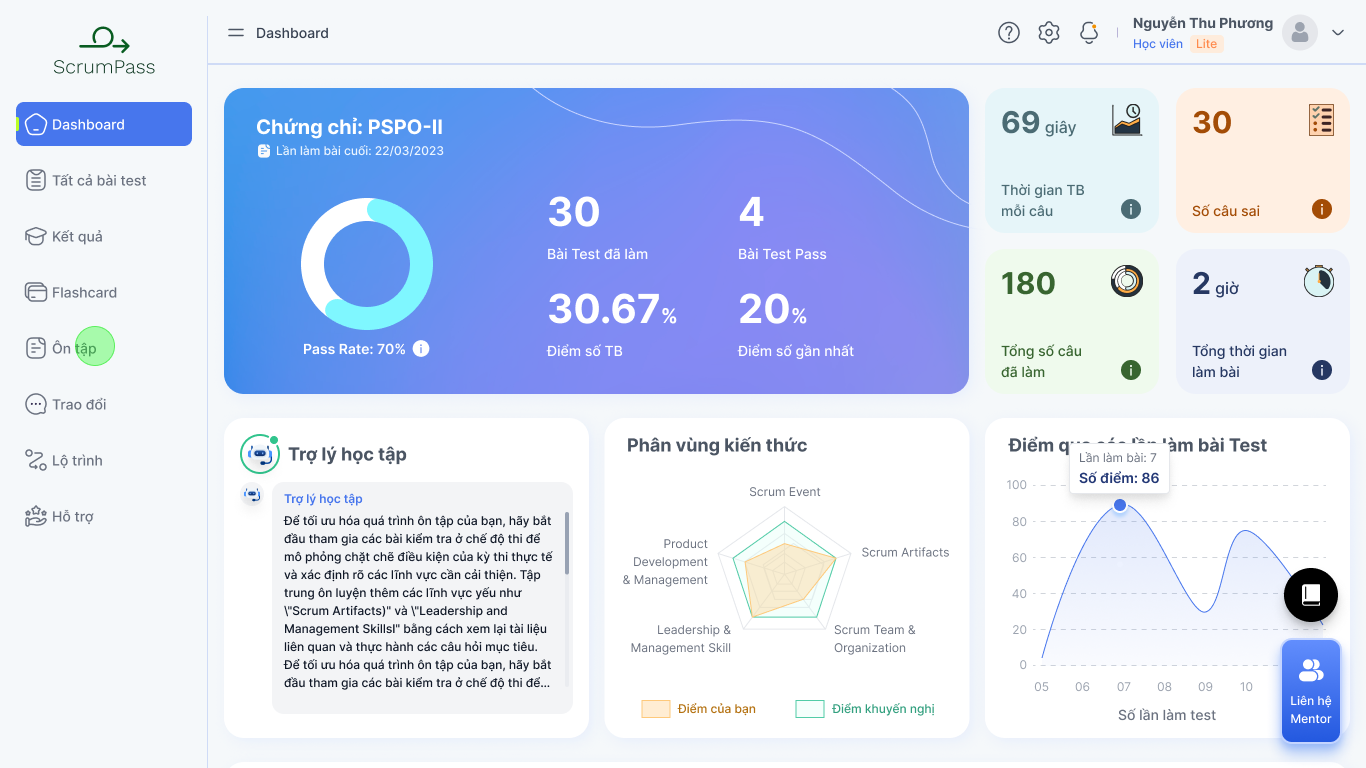 ScrumPass
Dashboard
Tất cả bài test
Kết quả
Flashcard
Ôn tập
Trao đổi
Lộ trình
Hỗ trợ
Dashboard
Nguyễn Thu Phương
Học viên Lite
Chứng chỉ: PSPO-II
Lần làm bài cuối: 22/03/2023
Pass Rate: 70%
30
Bài Test đã làm
4
Bài Test Pass
30.67%
Điểm số TB
20%
Điểm số gần nhất
69 giây
Thời gian TB
mỗi câu
30
Số câu sai
180
Tổng số câu
đã làm
2 giờ
Tổng thời gian
làm bài
Trợ lý học tập
Trợ lý học tập
Để tối ưu hóa quá trình ôn tập của bạn, hãy bắt
đầu tham gia các bài kiểm tra ở chế độ thi để
mô phỏng chặt chẽ điều kiện của kỳ thi thực tế
và xác định rõ các lĩnh vực cần cải thiện. Tập
trung ôn luyện thêm các lĩnh vực yếu như
\"Scrum Artifacts)" và \"Leadership and
Management Skillsl" bằng cách xem lại tài liệu
liên quan và thực hành các câu hỏi mục tiêu.
Để tối ưu hóa quá trình ôn tập của bạn, hãy bắt
đầu tham gia các bài kiểm tra ở chế độ thi để...
Phân vùng kiến thức
Scrum Event
Scrum Artifacts
Product
Development
& Management
Leadership &
Management Skill
Scrum Team &
Organization
Điểm của bạn
Điểm khuyến nghị
Điểm qua các lần làm bài Test
Lần làm bài: 7
Số điểm: 86
100
80
60
40
20
0
05 06 07 08 09 10
Số lần làm test
Liên hệ
Mentor